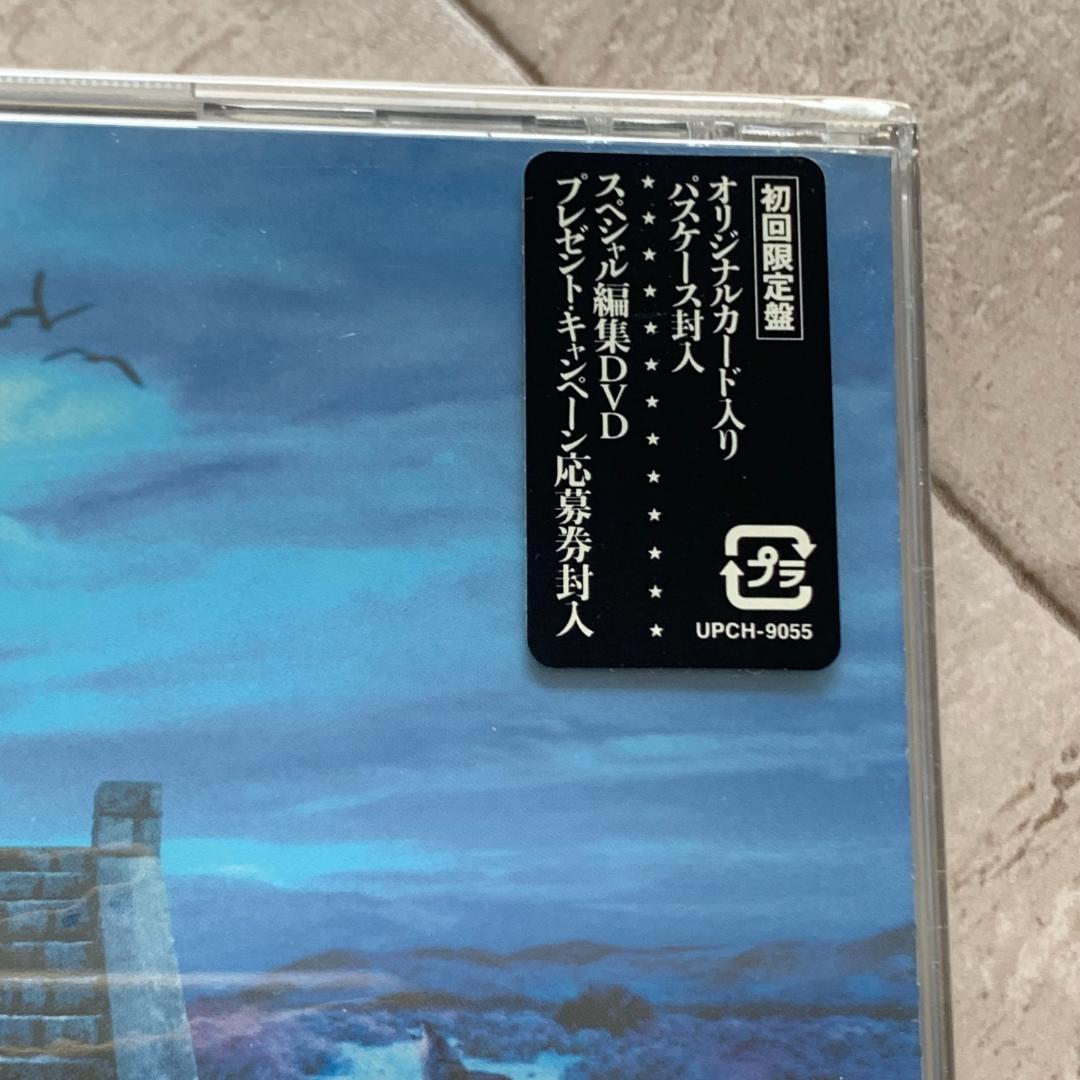 初回限定盤
オリジナルカード入り
パスケース封入
★★★★★★★★★★★★★
スペシャル編集DVD
プレゼント・キャンペーン応募券封入
プラ
UPCH-9055